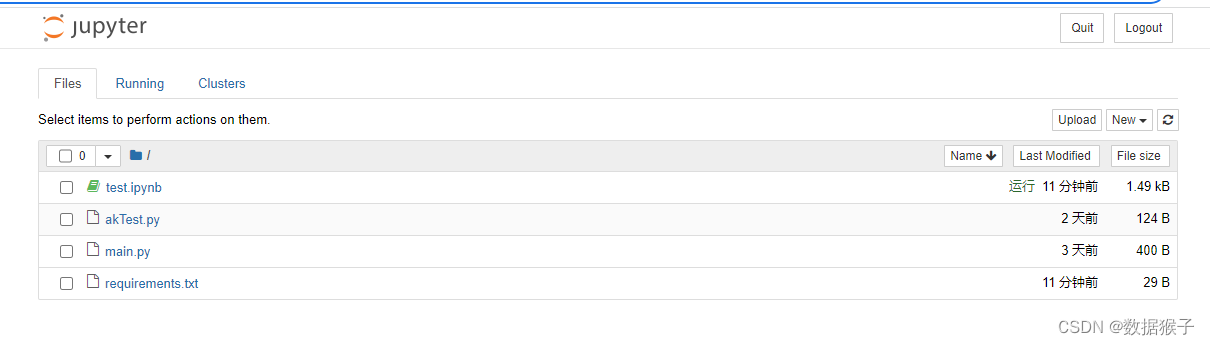 jupyter Quit Logout
Files Running Clusters
Select items to perform actions on them. Upload New
0 / Name Last Modified File size
test.ipynb 运行 11 分钟前 1.49 kB
akTest.py 2 天前 124 B
main.py 3 天前 400 B
requirements.txt 11 分钟前 29 B
CSDN @数据猴子